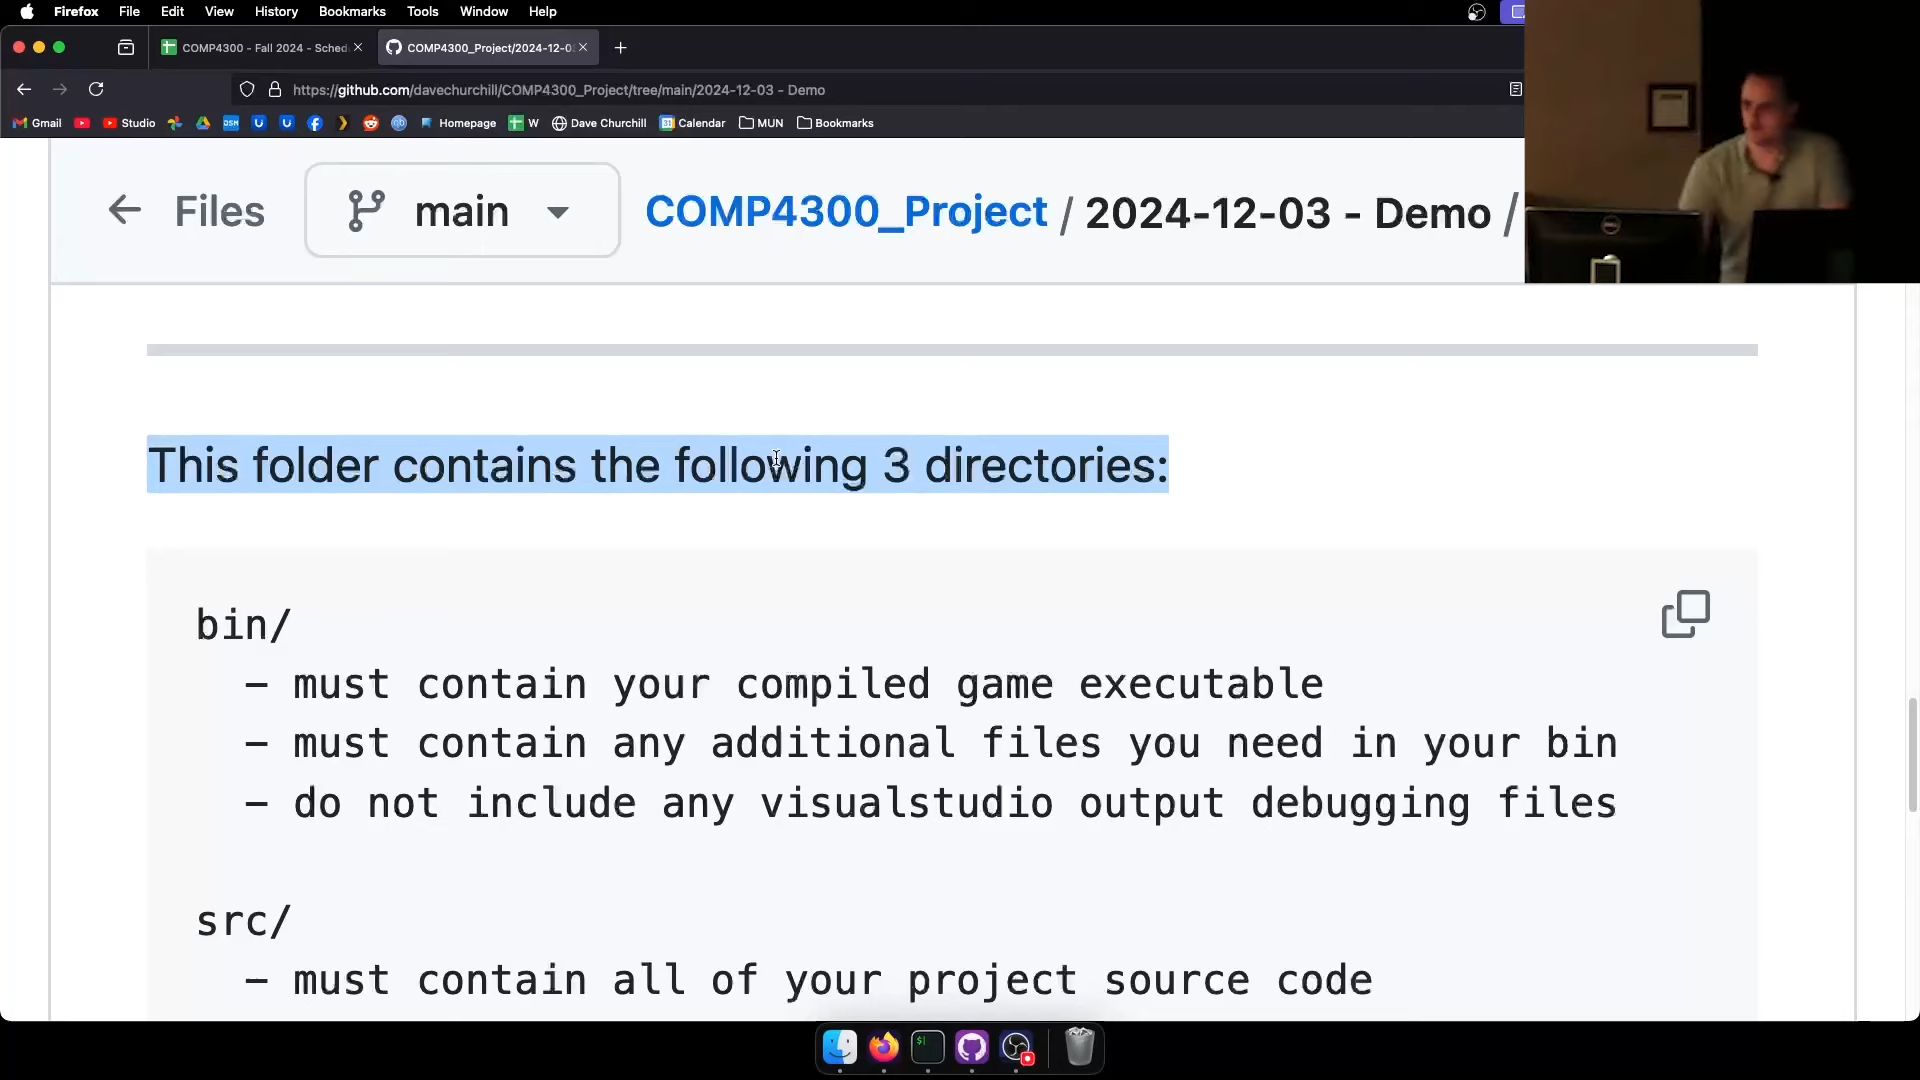 Firefox File Edit View History Bookmarks Tools Window Help
COMP4300 - Fall 2024 - Sched
COMP4300_Project/2024-12-0
https://github.com/davechurchill/COMP4300_Project/tree/main/2024-12-03 - Demo
Gmail Studio DSM Homepage W Dave Churchill Calendar MUN Bookmarks
Files main COMP4300_Project / 2024-12-03 - Demo /
This folder contains the following 3 directories:
bin/
- must contain your compiled game executable
- must contain any additional files you need in your bin
- do not include any visualstudio output debugging files
src/
- must contain all of your project source code